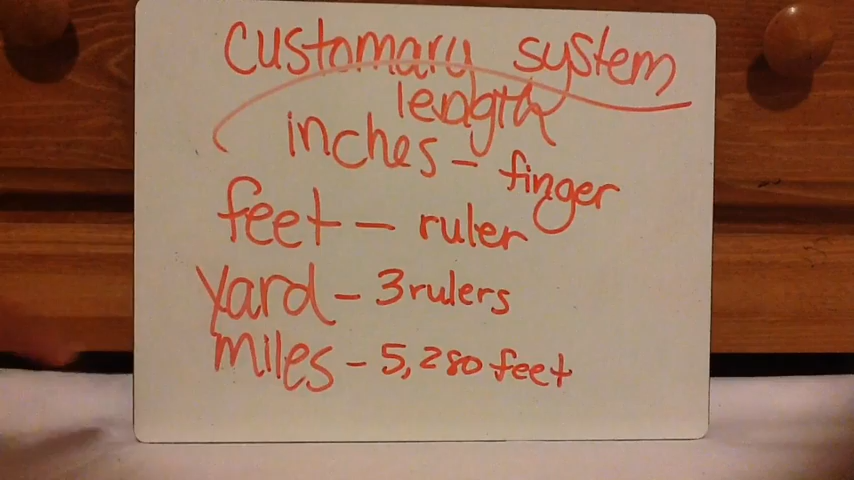 customary system
length
inches - finger
feet - ruler
yard - 3 rulers
miles - 5,280 feet